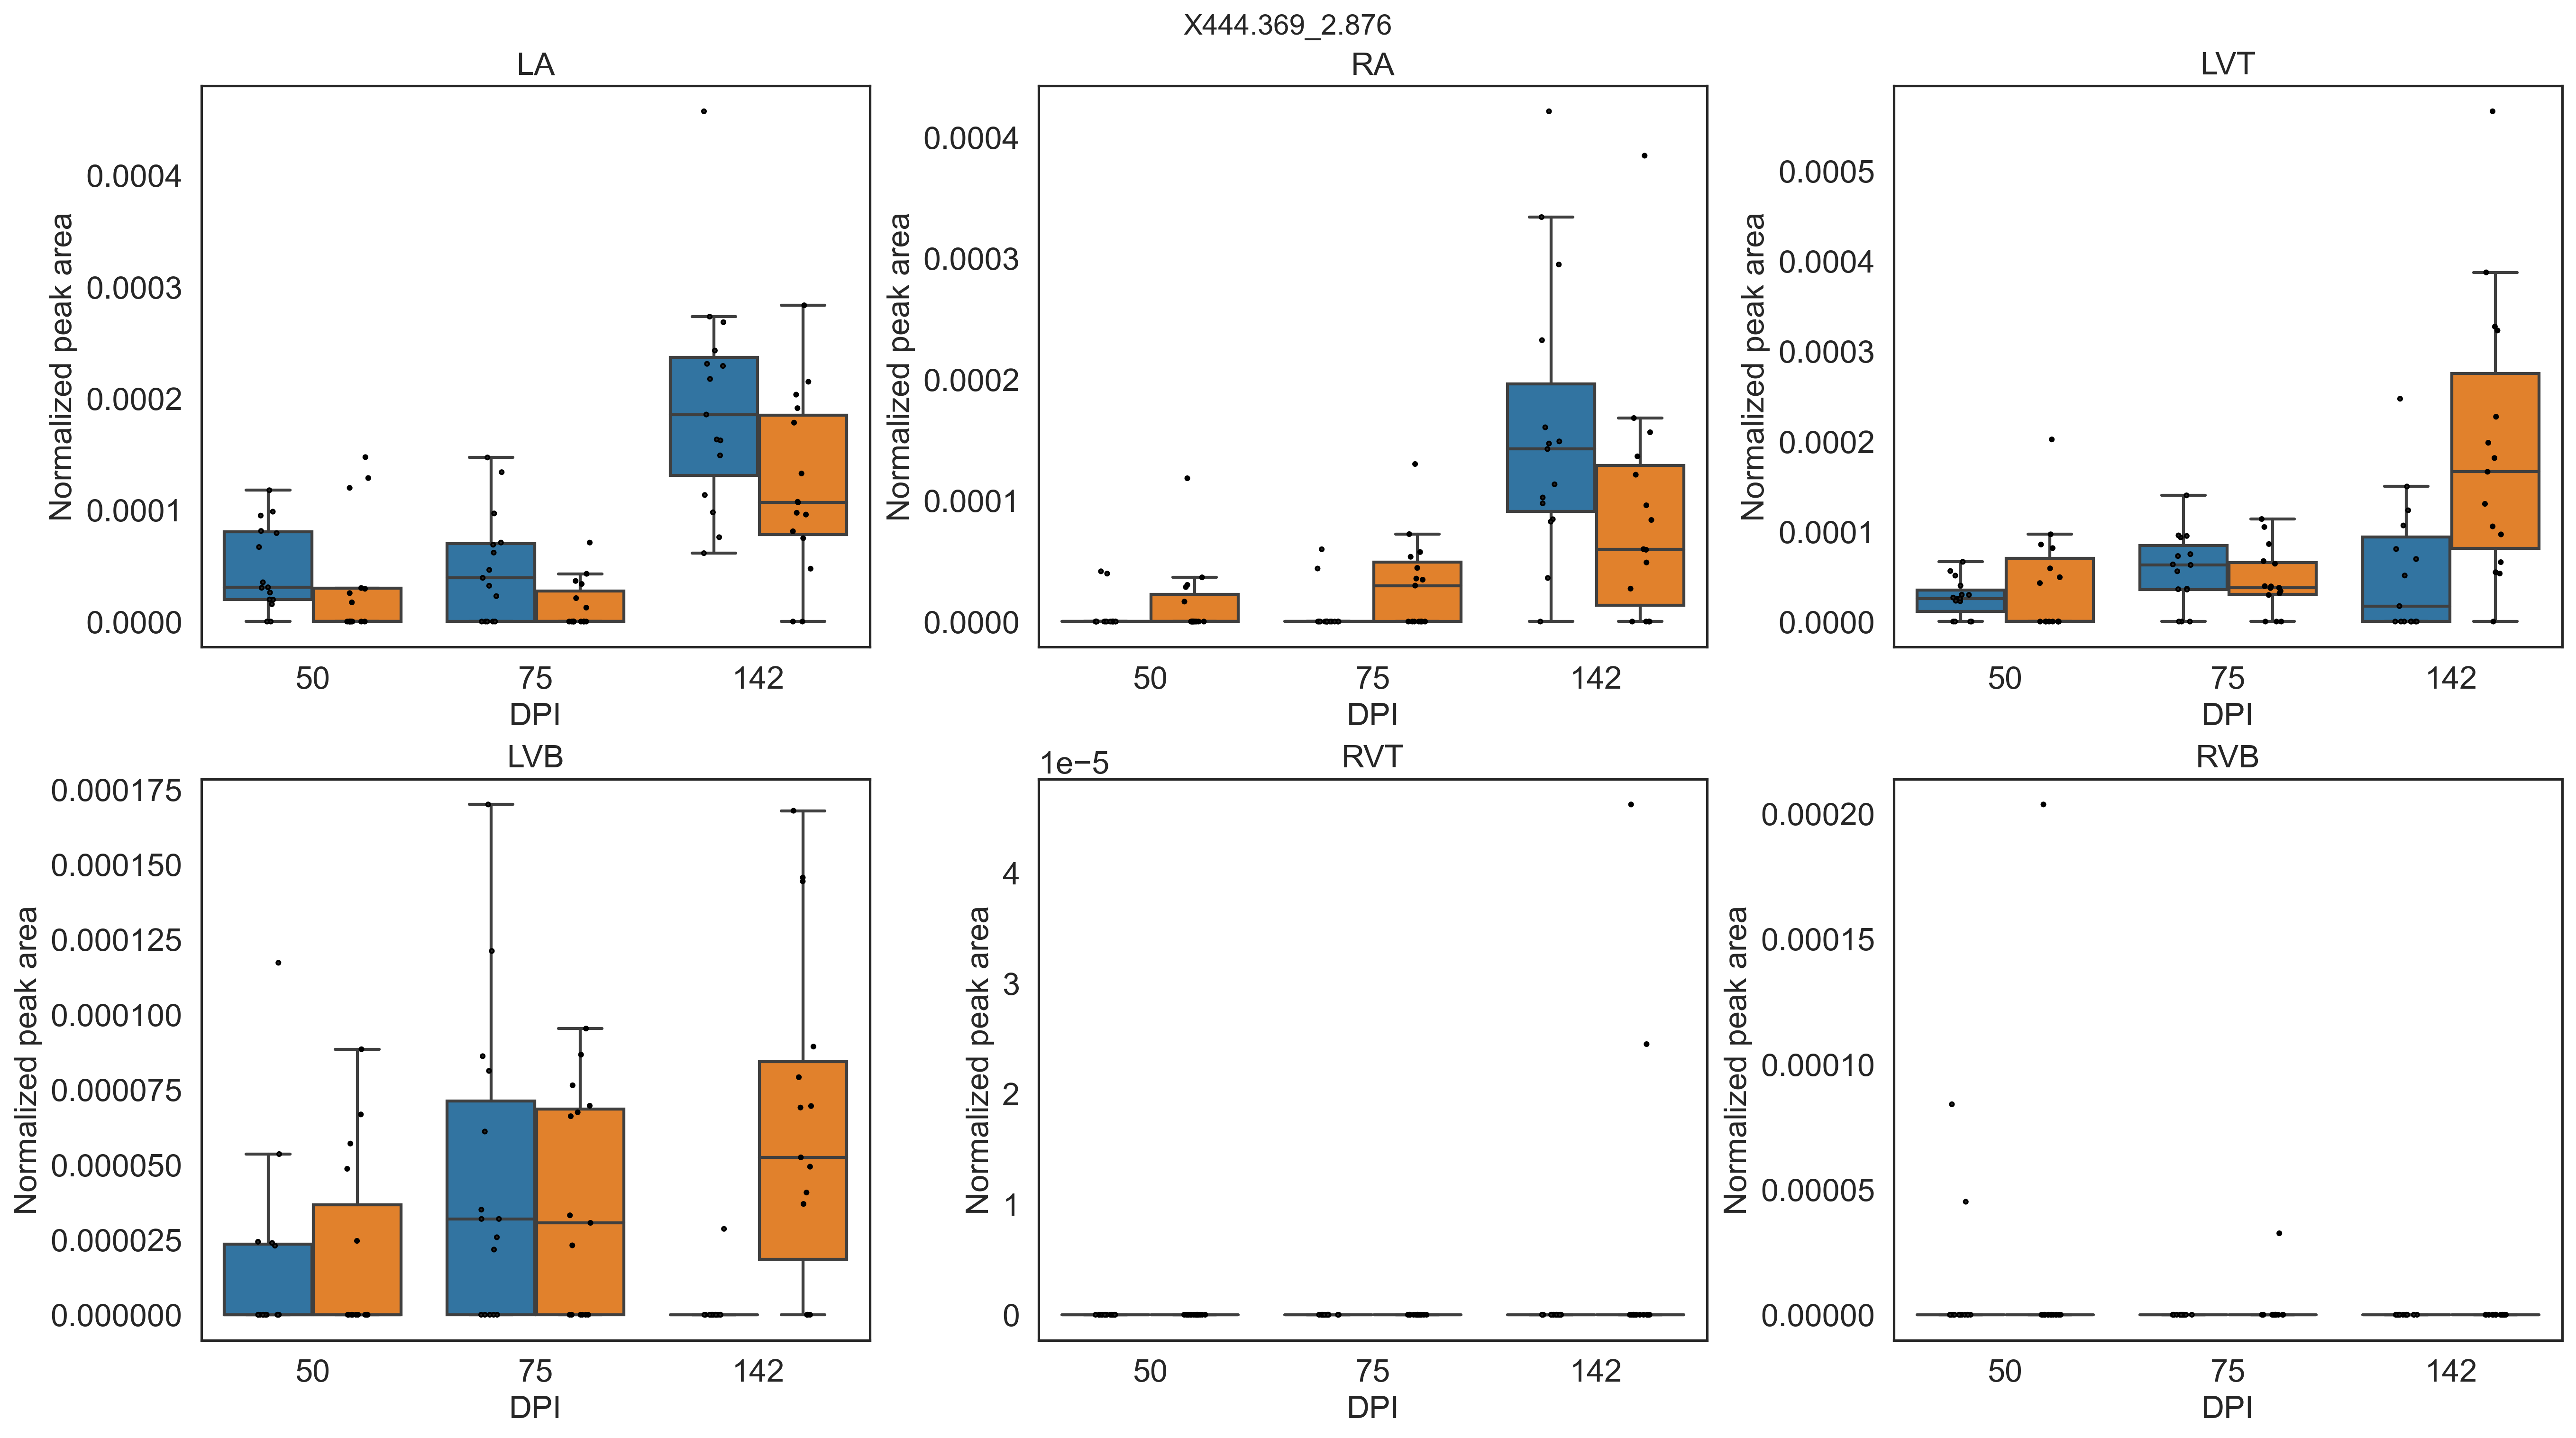 X444.369_2.876
LA
Normalized peak area
0.0004
0.0003
0.0002
0.0001
0.0000
50
75
142
DPI
RA
Normalized peak area
0.0004
0.0003
0.0002
0.0001
0.0000
50
75
142
DPI
LVT
Normalized peak area
0.0005
0.0004
0.0003
0.0002
0.0001
0.0000
50
75
142
DPI
LVB
Normalized peak area
0.000175
0.000150
0.000125
0.000100
0.000075
0.000050
0.000025
0.000000
50
75
142
DPI
RVT
1e−5
Normalized peak area
4
3
2
1
0
50
75
142
DPI
RVB
Normalized peak area
0.00020
0.00015
0.00010
0.00005
0.00000
50
75
142
DPI